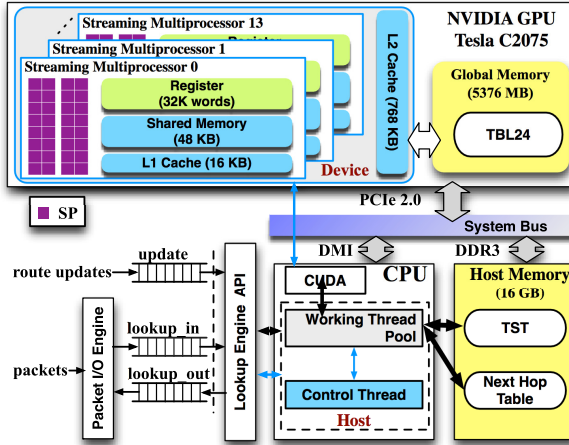 Streaming Multiprocessor 13
Register
Streaming Multiprocessor 1
Streaming Multiprocessor 0
Register
(32K words)
Shared Memory
(48 KB)
L1 Cache (16 KB)
Device
L2 Cache (768 KB)
NVIDIA GPU
Tesla C2075
Global Memory
(5376 MB)
TBL24
SP
PCIe 2.0
System Bus
DMI
DDR3
update
route updates
lookup_in
packets
lookup_out
Packet I/O Engine
Lookup Engine API
CUDA
CPU
Working Thread
Pool
Control Thread
Host
Host Memory
(16 GB)
TST
Next Hop
Table